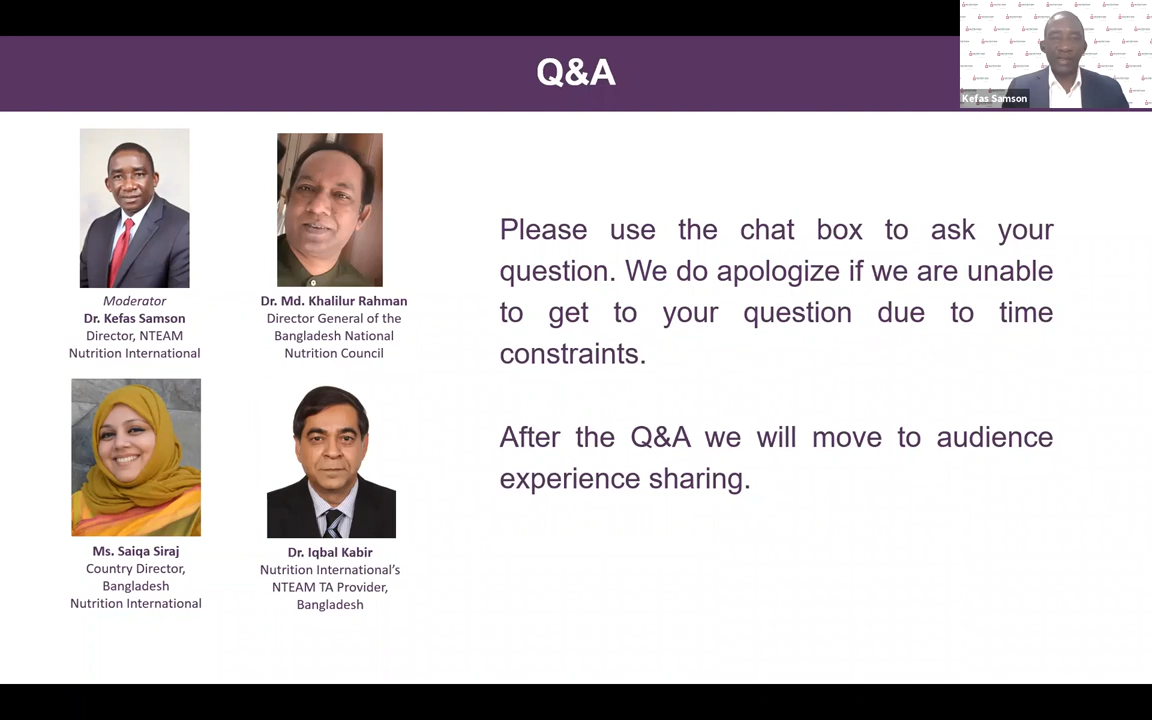 Q&A
Kefas Samson
Moderator
Dr. Kefas Samson
Director, NTEAM
Nutrition International
Dr. Md. Khalilur Rahman
Director General of the
Bangladesh National
Nutrition Council
Please use the chat box to ask your
question. We do apologize if we are unable
to get to your question due to time
constraints.
After the Q&A we will move to audience
experience sharing.
Ms. Saiqa Siraj
Country Director,
Bangladesh
Nutrition International
Dr. Iqbal Kabir
Nutrition International’s
NTEAM TA Provider,
Bangladesh